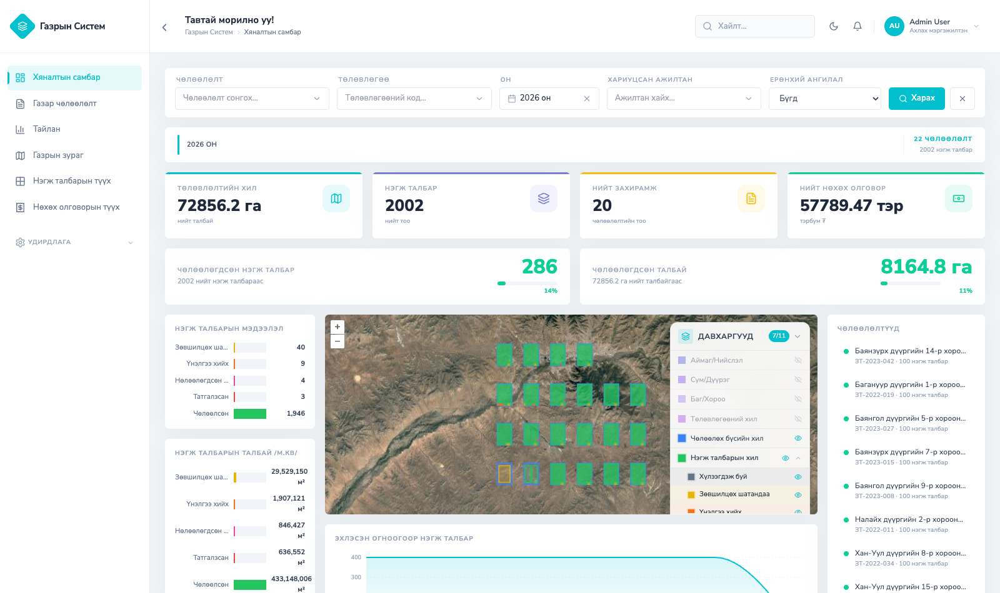 Газрын Систем
Тавтай морилно уу!
Газрын Систем › Хяналтын самбар
Хайлт...
AU
Admin User
Ахлах мэргэжилтэн
Хяналтын самбар
Газар чөлөөлөлт
Тайлан
Газрын зураг
Нэгж талбарын түүх
Нөхөх олговорын түүх
УДИРДЛАГА
ЧӨЛӨӨЛӨЛТ
Чөлөөлөлт сонгох...
ТӨЛӨВЛӨГӨӨ
Төлөвлөгөөний код...
ОН
2026 он
ХАРИУЦСАН АЖИЛТАН
Ажилтан хайх...
ЕРӨНХИЙ АНГИЛАЛ
Бүгд
Харах
2026 ОН
22 ЧӨЛӨӨЛӨЛТ
2002 нэгж талбар
ТӨЛӨВЛӨЛТИЙН ХИЛ
72856.2 га
нийт талбай
НЭГЖ ТАЛБАР
2002
нийт тоо
НИЙТ ЗАХИРАМЖ
20
чөлөөлөлтийн тоо
НИЙТ НӨХӨХ ОЛГОВОР
57789.47 тэр
тэрбум ₮
ЧӨЛӨӨЛӨГДСӨН НЭГЖ ТАЛБАР
2002 нийт нэгж талбараас
286
14%
ЧӨЛӨӨЛӨГДСӨН ТАЛБАЙ
72856.2 га нийт талбайгаас
8164.8 га
11%
НЭГЖ ТАЛБАРЫН МЭДЭЭЛЭЛ
Зөвшилцөх ша... 40
Үнэлгээ хийх 9
Нөлөөлөгдсөн ... 4
Татгалзсан 3
Чөлөөлсөн 1,946
НЭГЖ ТАЛБАРЫН ТАЛБАЙ /М.КВ/
Зөвшилцөх ша... 29,529,150 м²
Үнэлгээ хийх 1,907,121 м²
Нөлөөлөгдсөн ... 846,427 м²
Татгалзсан 636,552 м²
Чөлөөлсөн 433,148,006 м²
+
−
ДАВХАРГУУД 7/11
Аймаг/Нийслэл
Сум/Дүүрэг
Баг/Хороо
Төлөвлөгөөний хил
Чөлөөлөх бүсийн хил
Нэгж талбарын хил
Хүлээгдэж буй
Зөвшилцөх шатандаа
Үнэлгээ хийх
ЭХЛЭСЭН ОГНООГООР НЭГЖ ТАЛБАР
400
300
ЧӨЛӨӨЛӨЛТҮҮД
Баянзүрх дүүргийн 14-р хоро...
ЗТ-2023-042 · 100 нэгж талбар
Багануур дүүргийн 1-р хороо...
ЗТ-2022-019 · 100 нэгж талбар
Баянгол дүүргийн 5-р хороон...
ЗТ-2023-027 · 100 нэгж талбар
Баянзүрх дүүргийн 7-р хороо...
ЗТ-2023-015 · 100 нэгж талбар
Баянгол дүүргийн 9-р хороон...
ЗТ-2023-008 · 100 нэгж талбар
Налайх дүүргийн 2-р хороон...
ЗТ-2022-011 · 100 нэгж талбар
Хан-Уул дүүргийн 8-р хороон...
ЗТ-2022-034 · 100 нэгж талбар
Хан-Уул дүүргийн 15-р хорон...